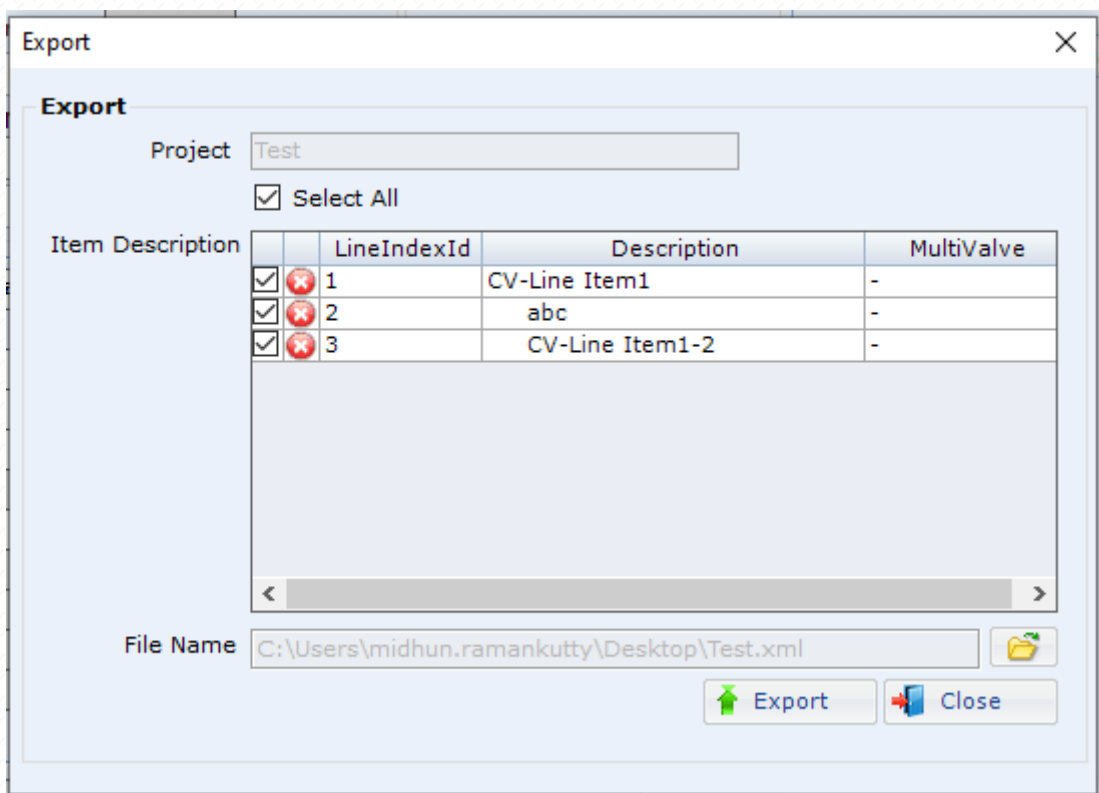 Export
Export
Project Test
Select All
Item Description LineIndexId Description MultiValve
1 CV-Line Item1 -
2 abc -
3 CV-Line Item1-2 -
File Name C:\Users\midhun.ramankutty\Desktop\Test.xml
Export Close